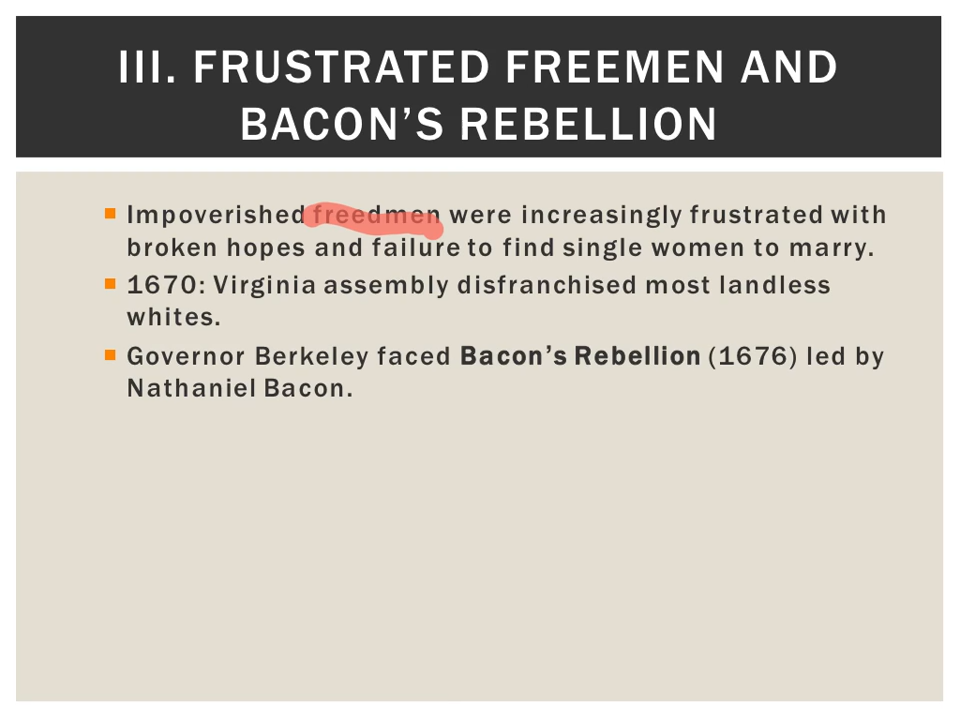 III. FRUSTRATED FREEMEN AND
BACON’S REBELLION
Impoverished freedmen were increasingly frustrated with
broken hopes and failure to find single women to marry.
1670: Virginia assembly disfranchised most landless
whites.
Governor Berkeley faced Bacon’s Rebellion (1676) led by
Nathaniel Bacon.